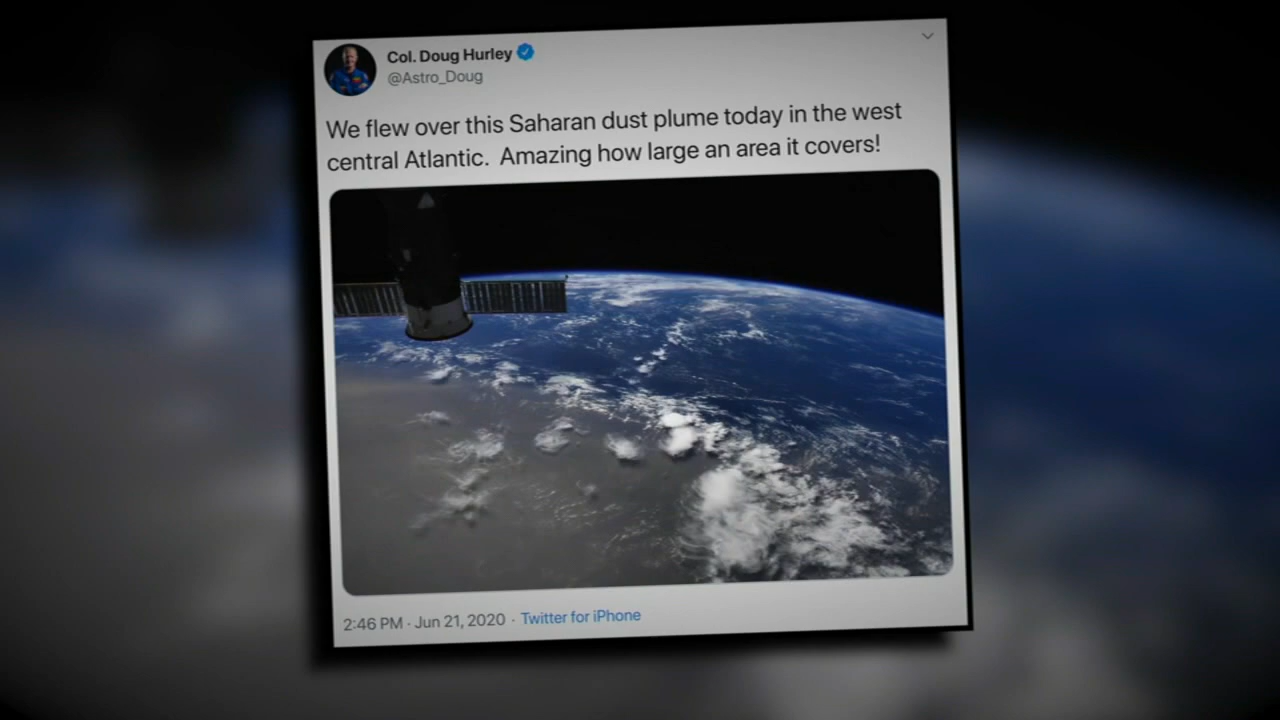 Col. Doug Hurley
@Astro_Doug
We flew over this Saharan dust plume today in the west
central Atlantic.  Amazing how large an area it covers!
2:46 PM · Jun 21, 2020 · Twitter for iPhone